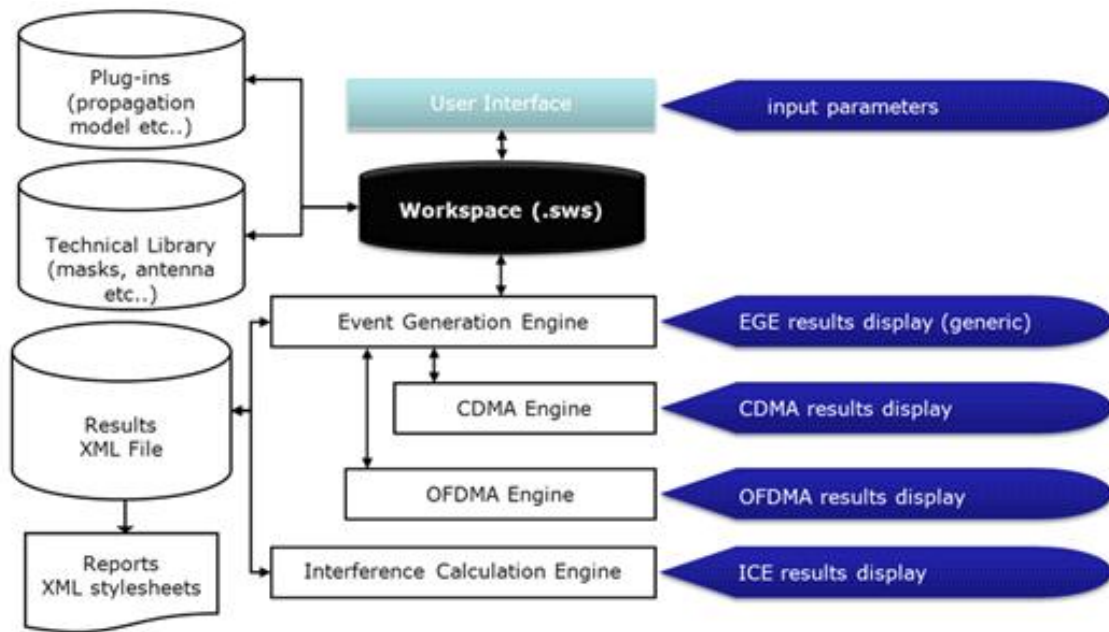 Plug-ins
(propagation
model etc..)
User Interface
input parameters
Workspace (.sws)
Technical Library
(masks, antenna
etc..)
Event Generation Engine
EGE results display (generic)
CDMA Engine
CDMA results display
Results
XML File
OFDMA Engine
OFDMA results display
Reports
XML stylesheets
Interference Calculation Engine
ICE results display